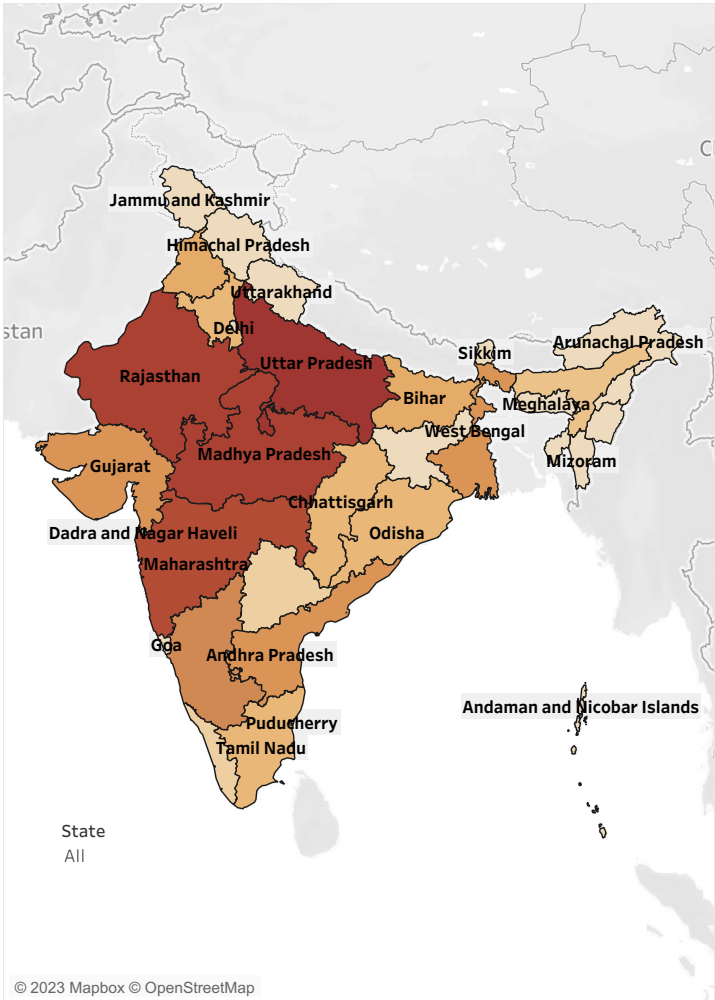 C
Jammu and Kashmir
Himachal Pradesh
Uttarakhand
stan
Delhi
Arunachal Pradesh
Sikkim
Uttar Pradesh
Rajasthan
Bihar
Meghalaya
West Bengal
Madhya Pradesh
Gujarat
Mizoram
Chhattisgarh
Dadra and Nagar Haveli
Odisha
Maharashtra
Goa
Andhra Pradesh
Andaman and Nicobar Islands
Puducherry
Tamil Nadu
State
All
© 2023 Mapbox © OpenStreetMap